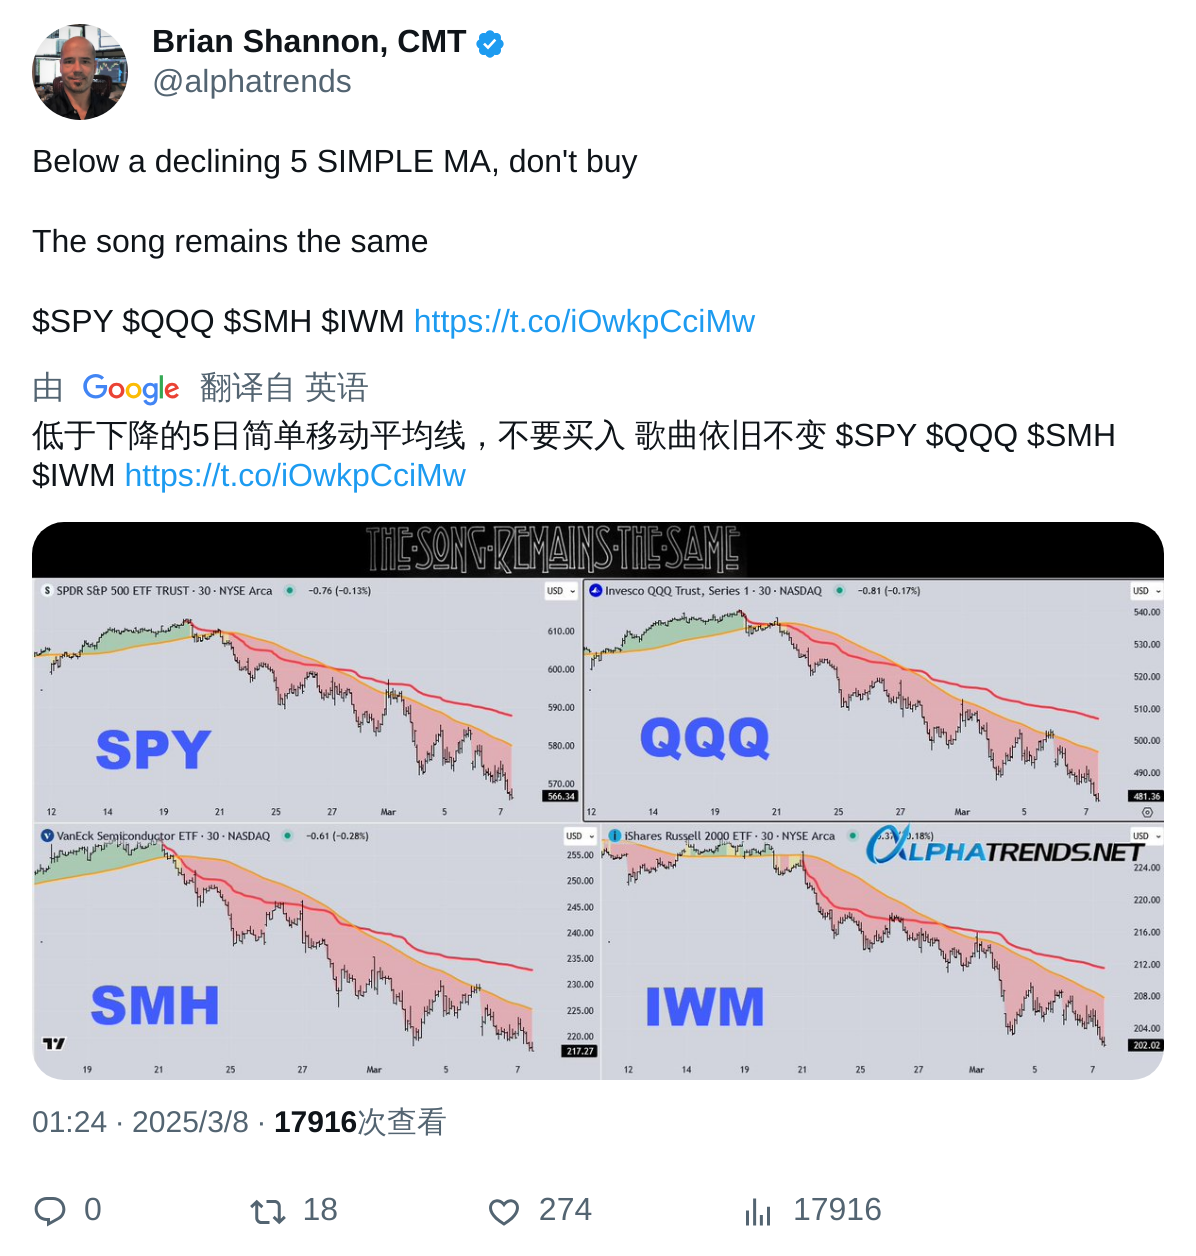 Brian Shannon, CMT
@alphatrends
Below a declining 5 SIMPLE MA, don't buy
The song remains the same
$SPY $QQQ $SMH $IWM https://t.co/iOwkpCciMw
由 Google 翻译自 英语
低于下降的5日简单移动平均线，不要买入 歌曲依旧不变 $SPY $QQQ $SMH
$IWM https://t.co/iOwkpCciMw
THE·SONG·REMAINS·THE·SAME
S SPDR S&P 500 ETF TRUST · 30 · NYSE Arca −0.76 (−0.13%) USD
610.00
600.00
590.00
580.00
570.00
566.34
SPY
12 14 19 21 25 27 Mar 5 7
Invesco QQQ Trust, Series 1 · 30 · NASDAQ −0.81 (−0.17%) USD
540.00
530.00
520.00
510.00
500.00
490.00
481.36
QQQ
12 14 19 21 25 27 Mar 5 7
V VanEck Semiconductor ETF · 30 · NASDAQ −0.61 (−0.28%) USD
255.00
250.00
245.00
240.00
235.00
230.00
225.00
220.00
217.27
SMH
19 21 25 27 Mar 5 7
iShares Russell 2000 ETF · 30 · NYSE Arca USD
ALPHATRENDS.NET
224.00
220.00
216.00
212.00
208.00
204.00
202.02
IWM
12 14 19 21 25 27 Mar 5 7
01:24 · 2025/3/8 · 17916次查看
0 18 274 17916